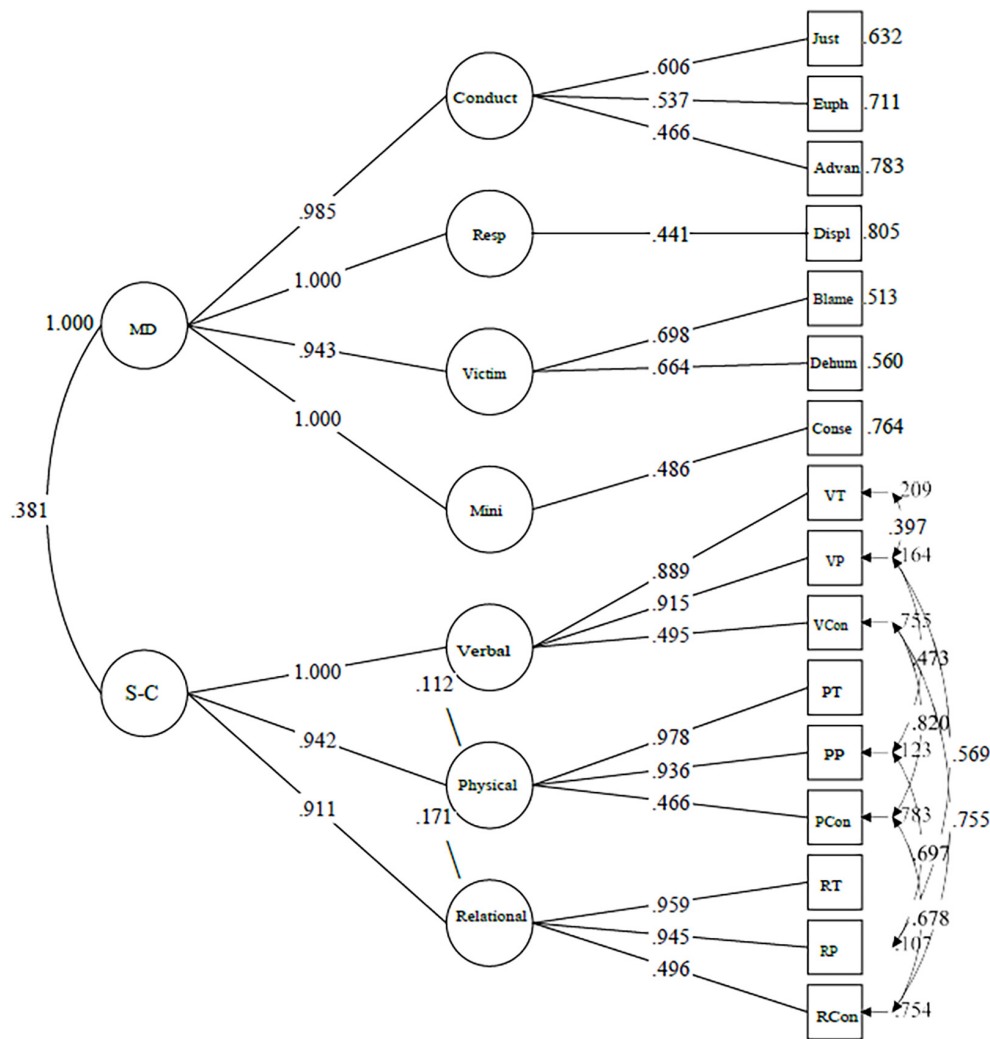 Just .632
.606
Conduct .537 Euph .711
.466
Advan .783
.985
Resp .441 Displ .805
1.000
Blame .513
1.000 MD
.698
.943
Victim .664 Dehum .560
1.000
Conse .764
.486
.381
Mini
VT .209
.397
.889
VP .164
.915
Verbal .495 VCon .755
1.000
.473
.112
S-C
PT
.978
.820
.942
.936 PP .123 .569
Physical
.466
.171
PCon .783 .755
.911
.697
RT
.959
.678
Relational .945 RP .107
.496
RCon .754